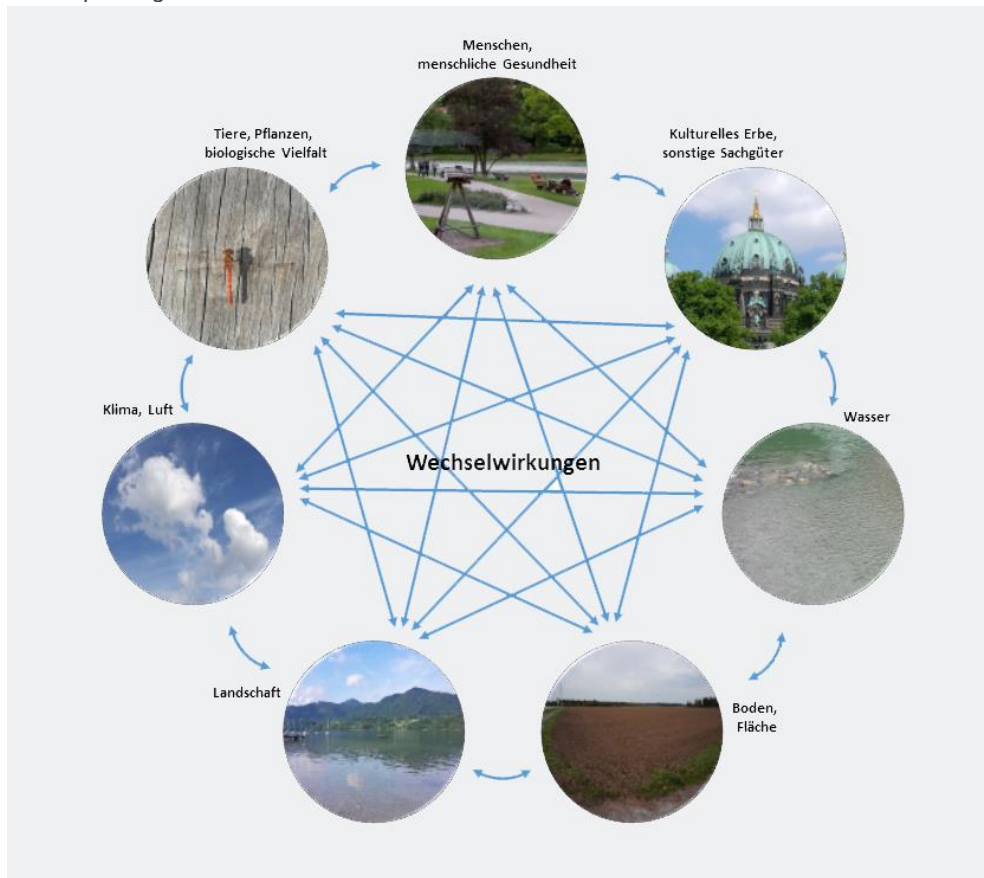 Menschen,
menschliche Gesundheit
Tiere, Pflanzen,
biologische Vielfalt
Kulturelles Erbe,
sonstige Sachgüter
Klima, Luft
Wasser
Wechselwirkungen
Landschaft
Boden,
Fläche